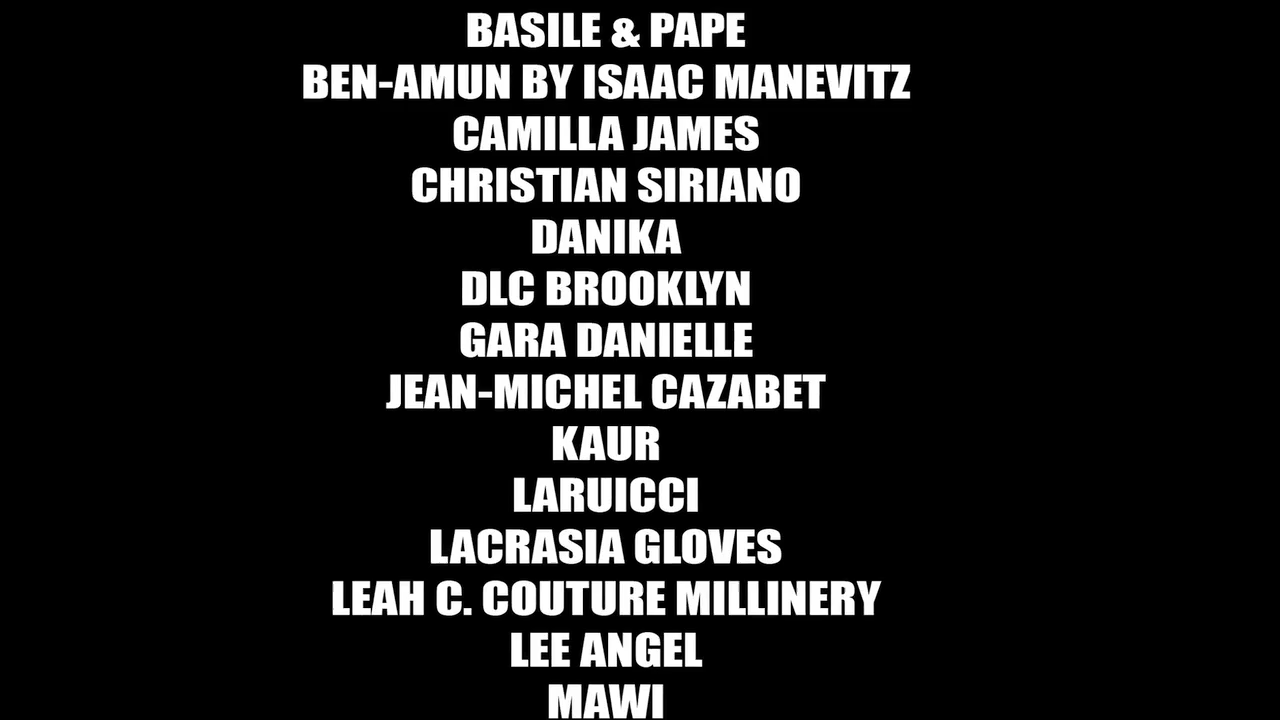 BASILE & PAPE
BEN-AMUN BY ISAAC MANEVITZ
CAMILLA JAMES
CHRISTIAN SIRIANO
DANIKA
DLC BROOKLYN
GARA DANIELLE
JEAN-MICHEL CAZABET
KAUR
LARUICCI
LACRASIA GLOVES
LEAH C. COUTURE MILLINERY
LEE ANGEL
MAWI